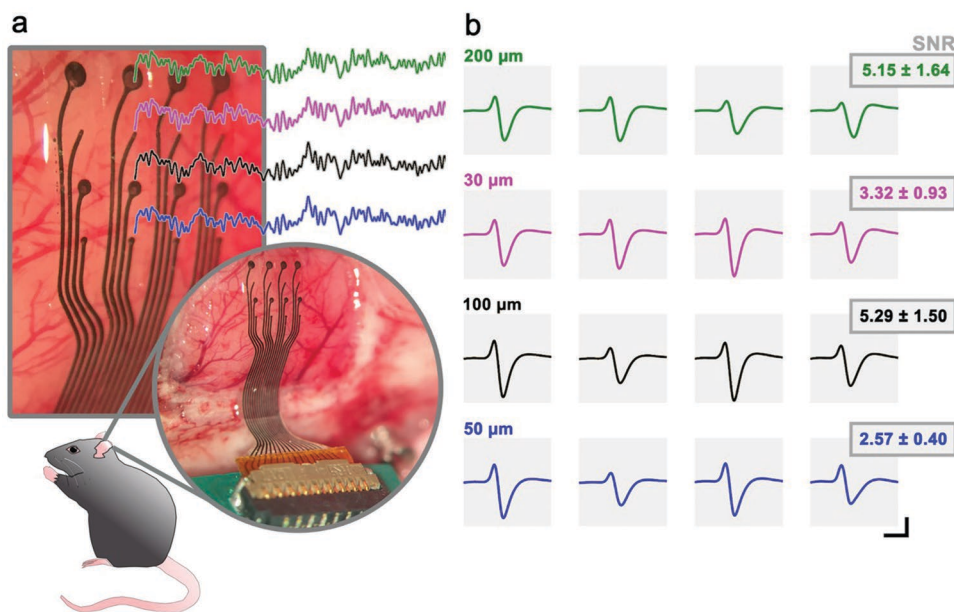 a
b
SNR
200 µm
5.15 ± 1.64
30 µm
3.32 ± 0.93
100 µm
5.29 ± 1.50
50 µm
2.57 ± 0.40